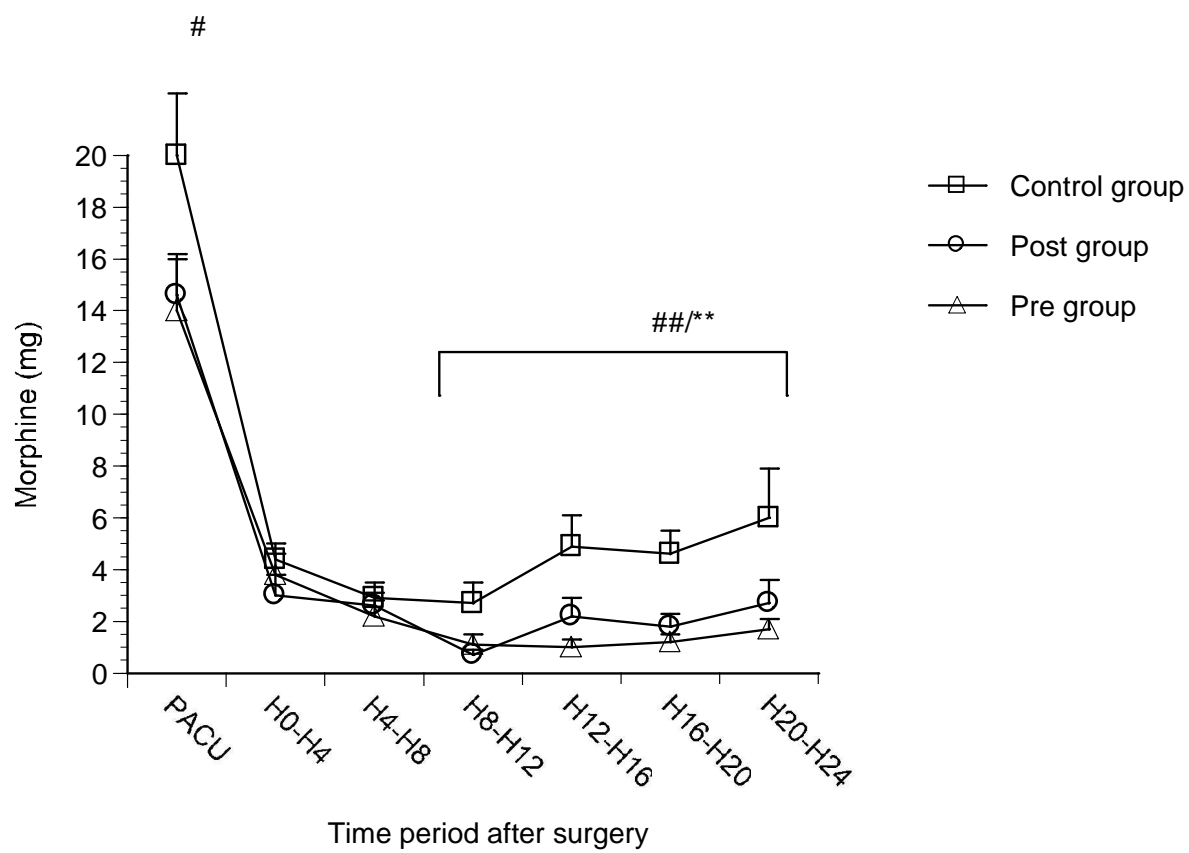 #
20
18
16
14
12
10
8
6
4
2
0
Morphine (mg)
##/**
Control group
Post group
Pre group
PACU
H0-H4
H4-H8
H8-H12
H12-H16
H16-H20
H20-H24
Time period after surgery